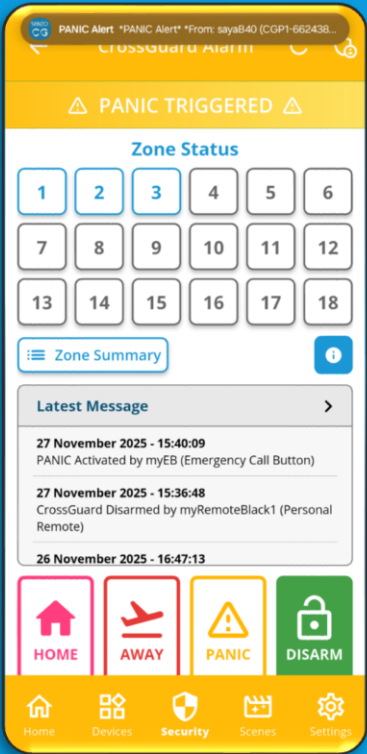 SENZO
CG
PANIC Alert *PANIC Alert* *From: sayaB40 (CGP1-662438...
CrossGuard Alarm
PANIC TRIGGERED
Zone Status
1 2 3 4 5 6
7 8 9 10 11 12
13 14 15 16 17 18
Zone Summary
Latest Message
27 November 2025 - 15:40:09
PANIC Activated by myEB (Emergency Call Button)
27 November 2025 - 15:36:48
CrossGuard Disarmed by myRemoteBlack1 (Personal
Remote)
26 November 2025 - 16:47:13
HOME AWAY PANIC DISARM
Home Devices Security Scenes Settings